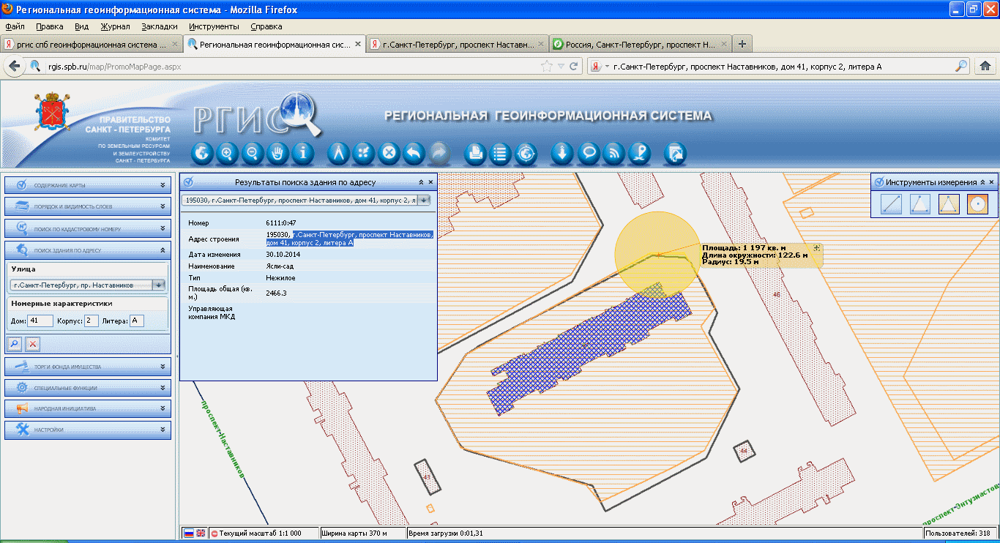 Региональная геоинформационная система - Mozilla Firefox
Файл Правка Вид Журнал Закладки Инструменты Справка
ргис спб геоинформационная система ...
Региональная геоинформационная сис...
г.Санкт-Петербург, проспект Наставн...
Россия, Санкт-Петербург, проспект Н...
rgis.spb.ru/map/PromoMapPage.aspx
г.Санкт-Петербург, проспект Наставников, дом 41, корпус 2, литера А
ПРАВИТЕЛЬСТВО
САНКТ - ПЕТЕРБУРГА
КОМИТЕТ
ПО ЗЕМЕЛЬНЫМ РЕСУРСАМ
И ЗЕМЛЕУСТРОЙСТВУ
САНКТ - ПЕТЕРБУРГА
РГИС
РЕГИОНАЛЬНАЯ ГЕОИНФОРМАЦИОННАЯ СИСТЕМА
СОДЕРЖАНИЕ КАРТЫ
ПОРЯДОК И ВИДИМОСТЬ СЛОЕВ
ПОИСК ПО КАДАСТРОВОМУ НОМЕРУ
ПОИСК ЗДАНИЯ ПО АДРЕСУ
Улица
г.Санкт-Петербург, пр. Наставников
Номерные характеристики
Дом: 41 Корпус: 2 Литера: А
ТОРГИ ФОНДА ИМУЩЕСТВА
СПЕЦИАЛЬНЫЕ ФУНКЦИИ
НАРОДНАЯ ИНИЦИАТИВА
НАСТРОЙКИ
Результаты поиска здания по адресу
195030, г.Санкт-Петербург, проспект Наставников, дом 41, корпус 2, л
Номер 6111:0:47
Адрес строения 195030, г.Санкт-Петербург, проспект Наставников,
дом 41, корпус 2, литера А
Дата изменения 30.10.2014
Наименование Ясли-сад
Тип Нежилое
Площадь общая (кв.
м.) 2466.3
Управляющая
компания МКД
Инструменты измерения
Площадь: 1 197 кв. м
Длина окружности: 122.6 м
Радиус: 19.5 м
46
41
44
проспект-Наставников
проспект-Энтузиастов
Текущий масштаб 1:1 000
Ширина карты 370 м
Время загрузки 0:01,31
Пользователей: 318